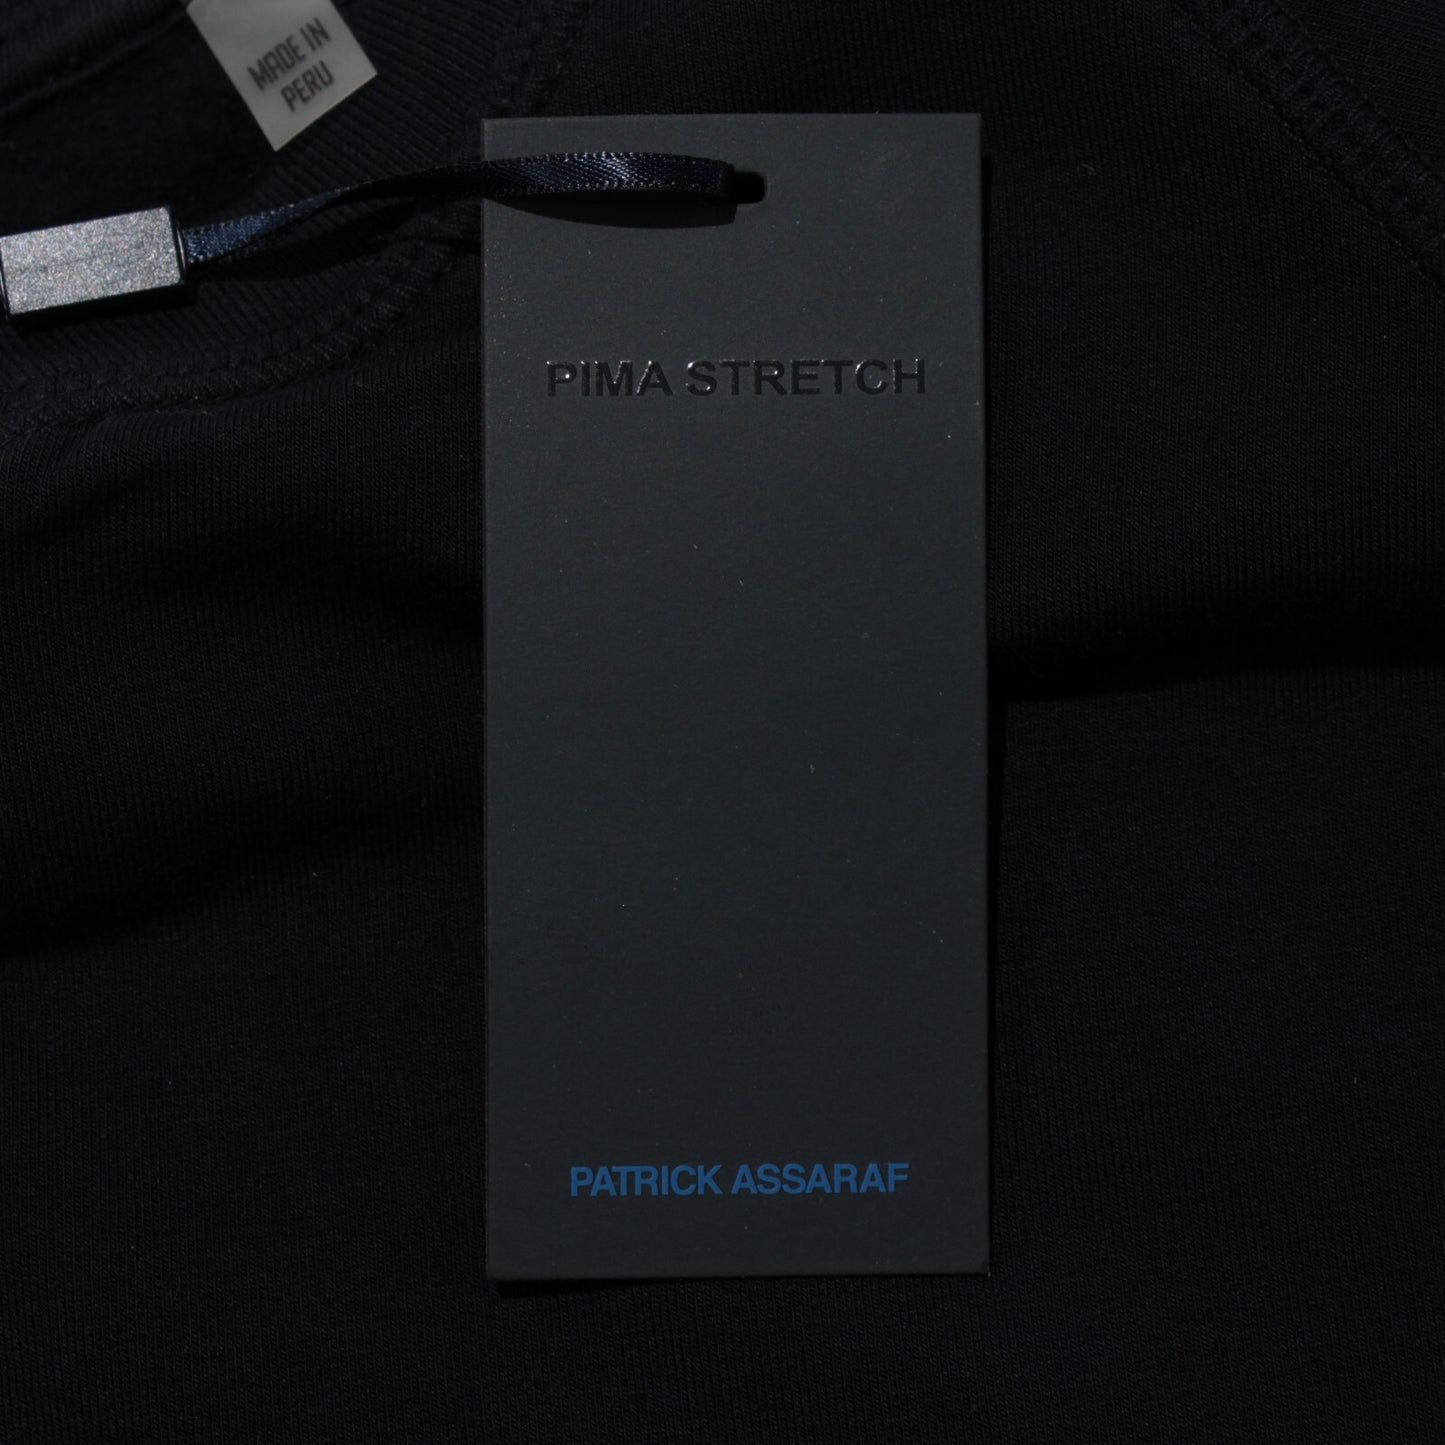 MADE IN
PERU
PIMA STRETCH
PATRICK ASSARAF